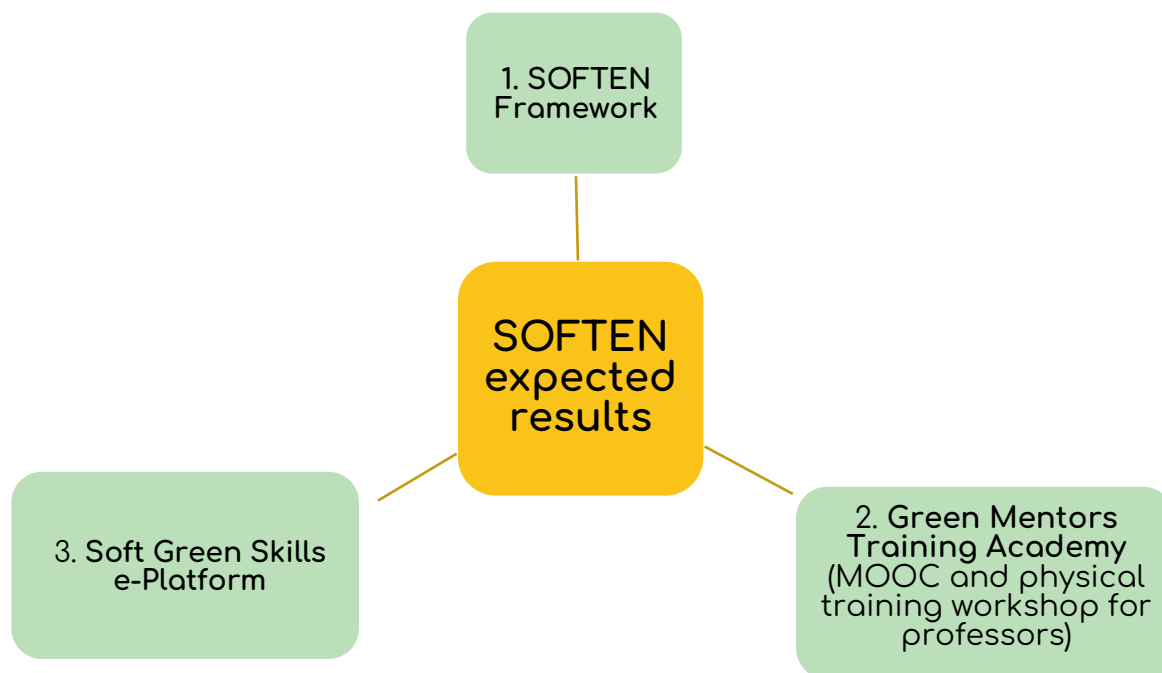 1. SOFTEN
Framework
SOFTEN
expected
results
2. Green Mentors
Training Academy
(MOOC and physical
training workshop for
professors)
3. Soft Green Skills
e-Platform